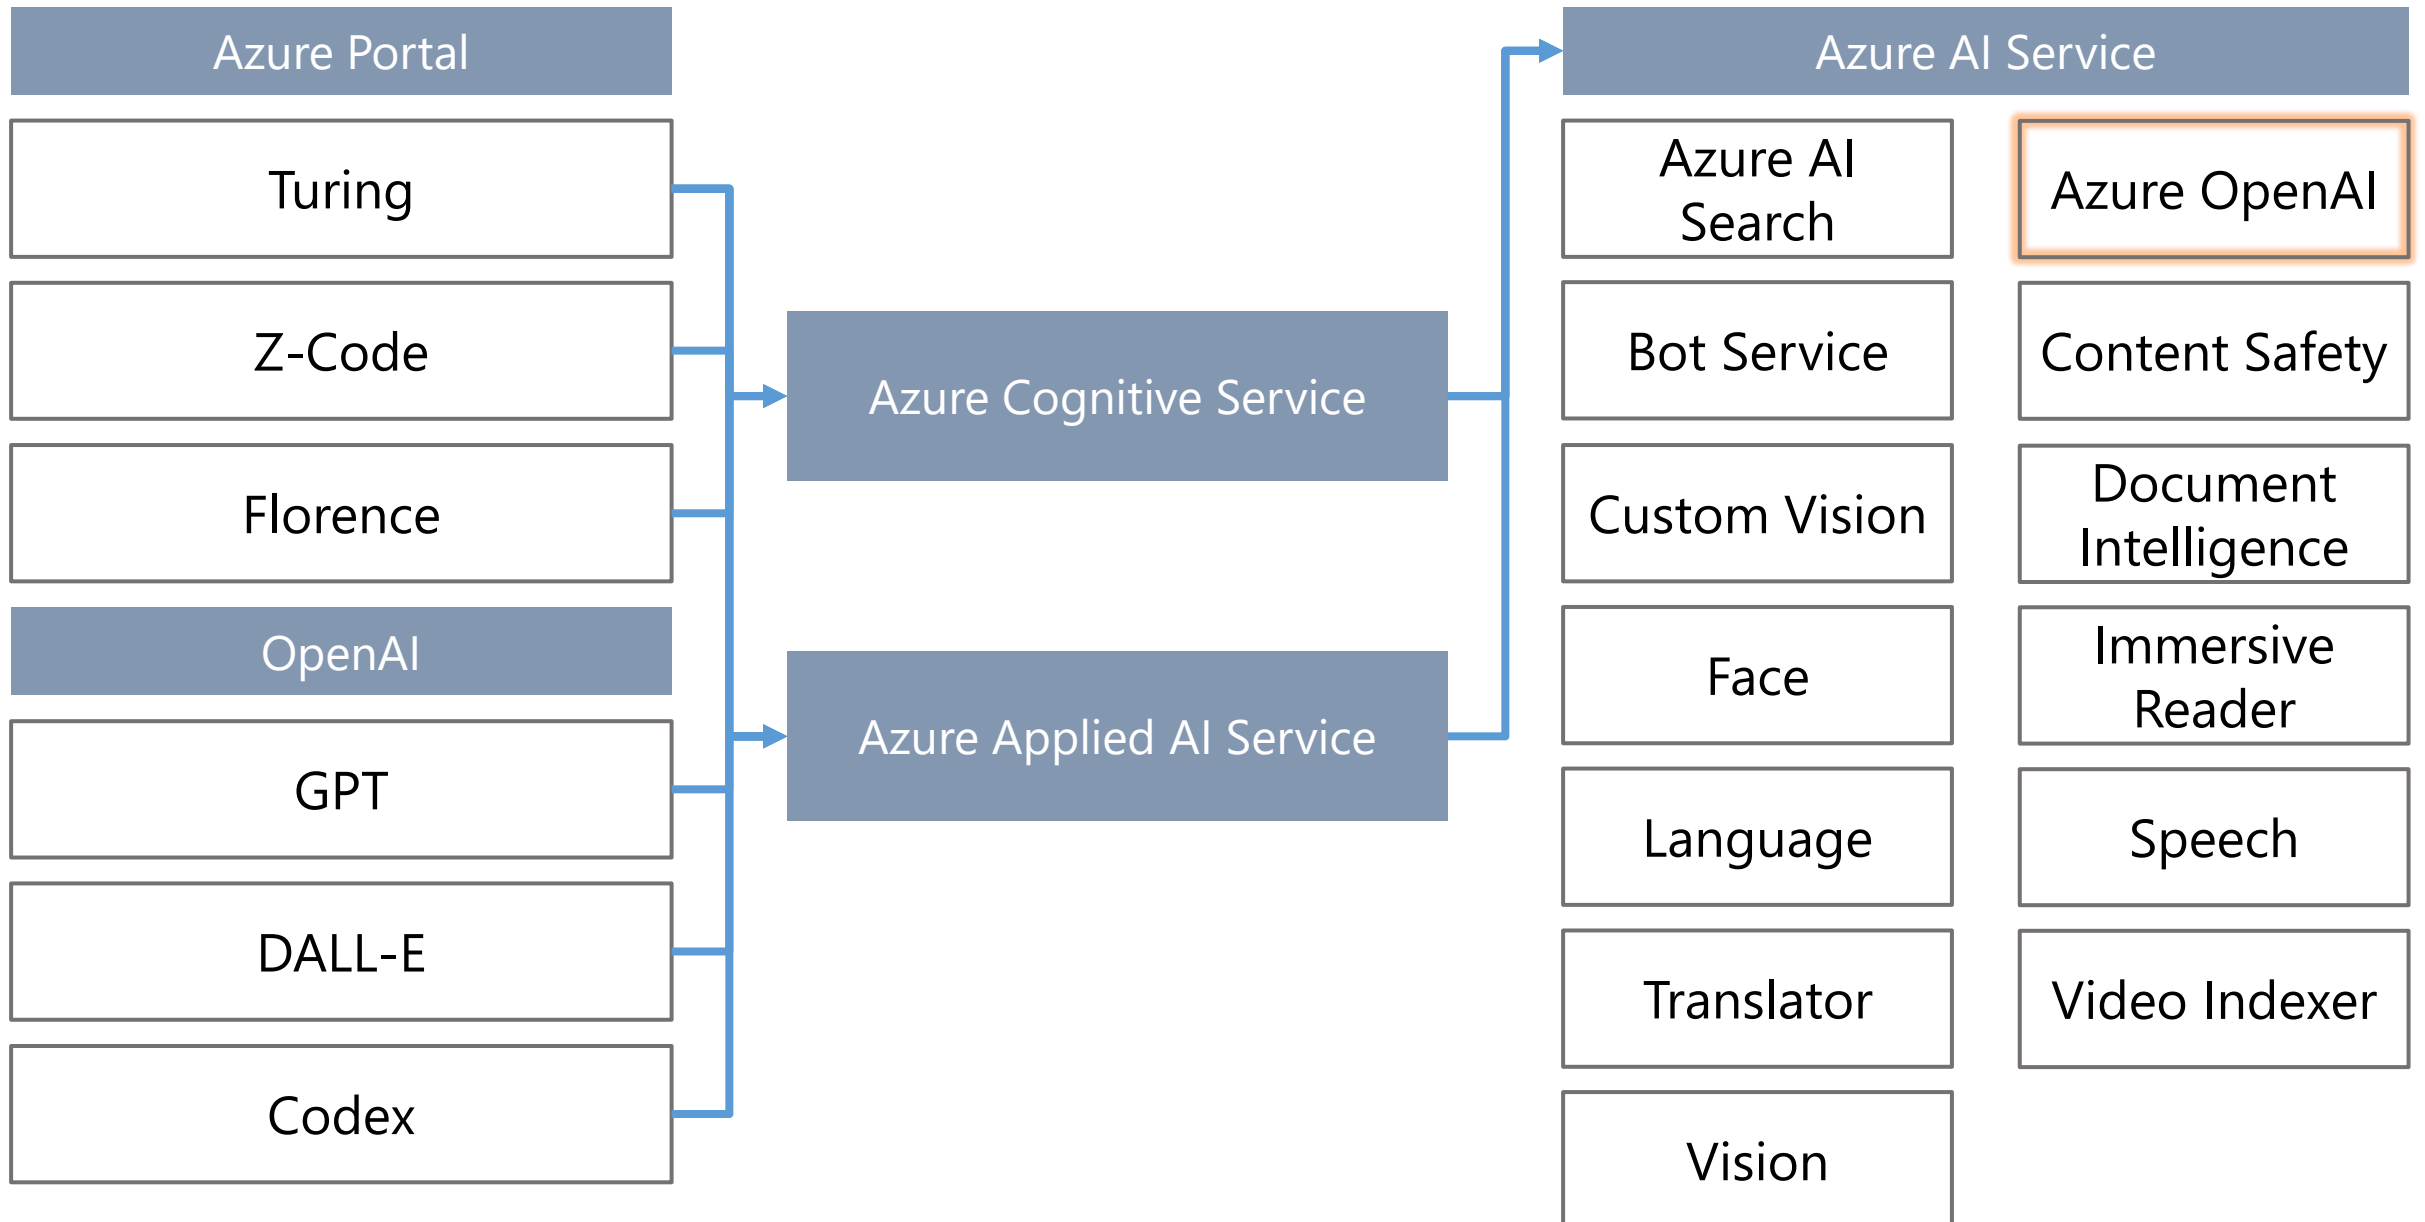 Azure Portal
Turing
Z-Code
Florence
OpenAI
GPT
DALL-E
Codex
Azure Cognitive Service
Azure Applied AI Service
Azure AI Service
Azure AI
Search
Bot Service
Custom Vision
Face
Language
Translator
Vision
Azure OpenAI
Content Safety
Document
Intelligence
Immersive
Reader
Speech
Video Indexer